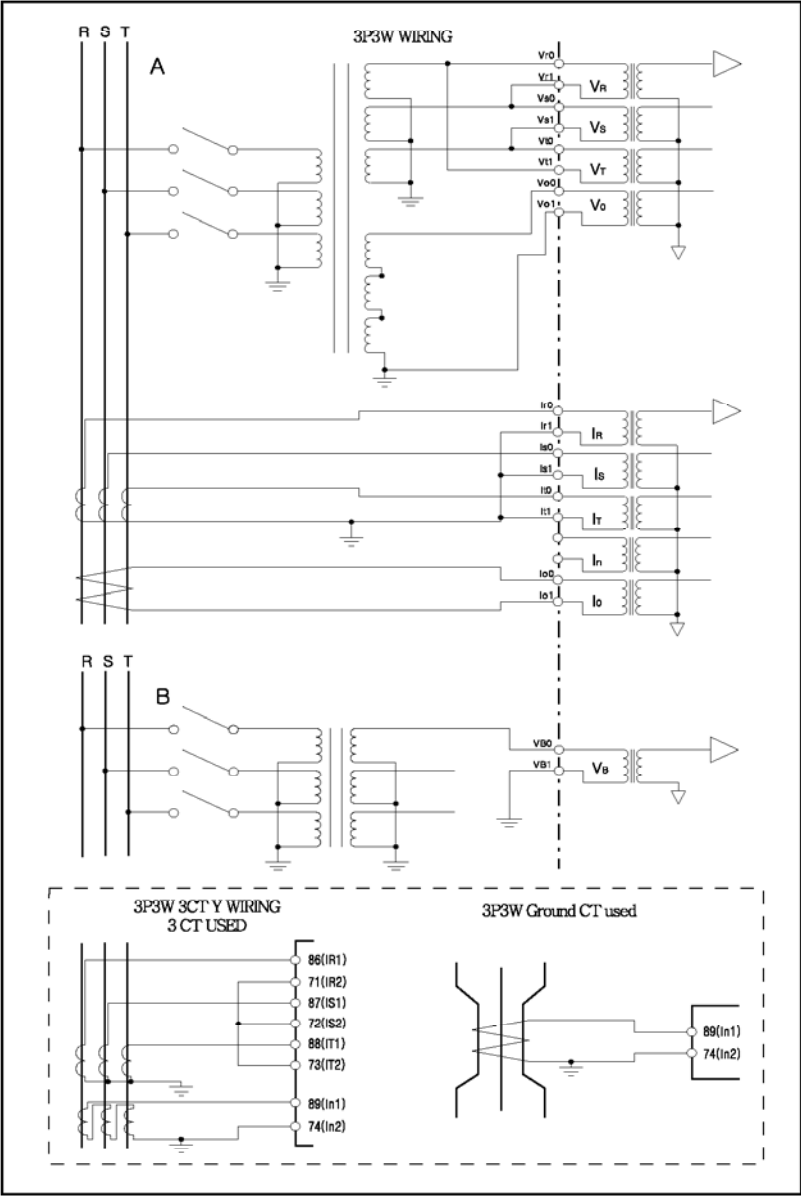 R S T
3P3W WIRING
A
Vr0
Vr1
VR
Vs0
Vs1
VS
Vt0
Vt1
VT
Vo0
Vo1
V0
Ir0
Ir1
IR
Is0
Is1
IS
It0
It1
IT
In
Io0
Io1
I0
R S T
B
VB0
VB1
VB
3P3W 3CT Y WIRING
3 CT USED
86(IR1)
71(IR2)
87(IS1)
72(IS2)
88(IT1)
73(IT2)
89(In1)
74(In2)
3P3W Ground CT used
89(In1)
74(In2)